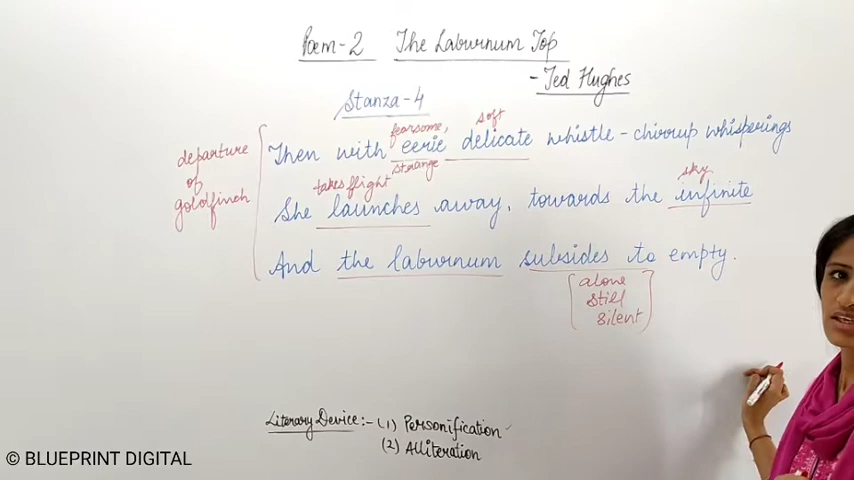 Poem-2 The Laburnum Top
- Ted Hughes
Stanza-4
fearsome, soft
Then with eerie delicate whistle - chirrup whisperings
strange
departure of goldfinch
takes flight sky
She launches away, towards the infinite
And the laburnum subsides to empty.
alone
still
silent
Literary Device:- (1) Personification
(2) Alliteration
© BLUEPRINT DIGITAL